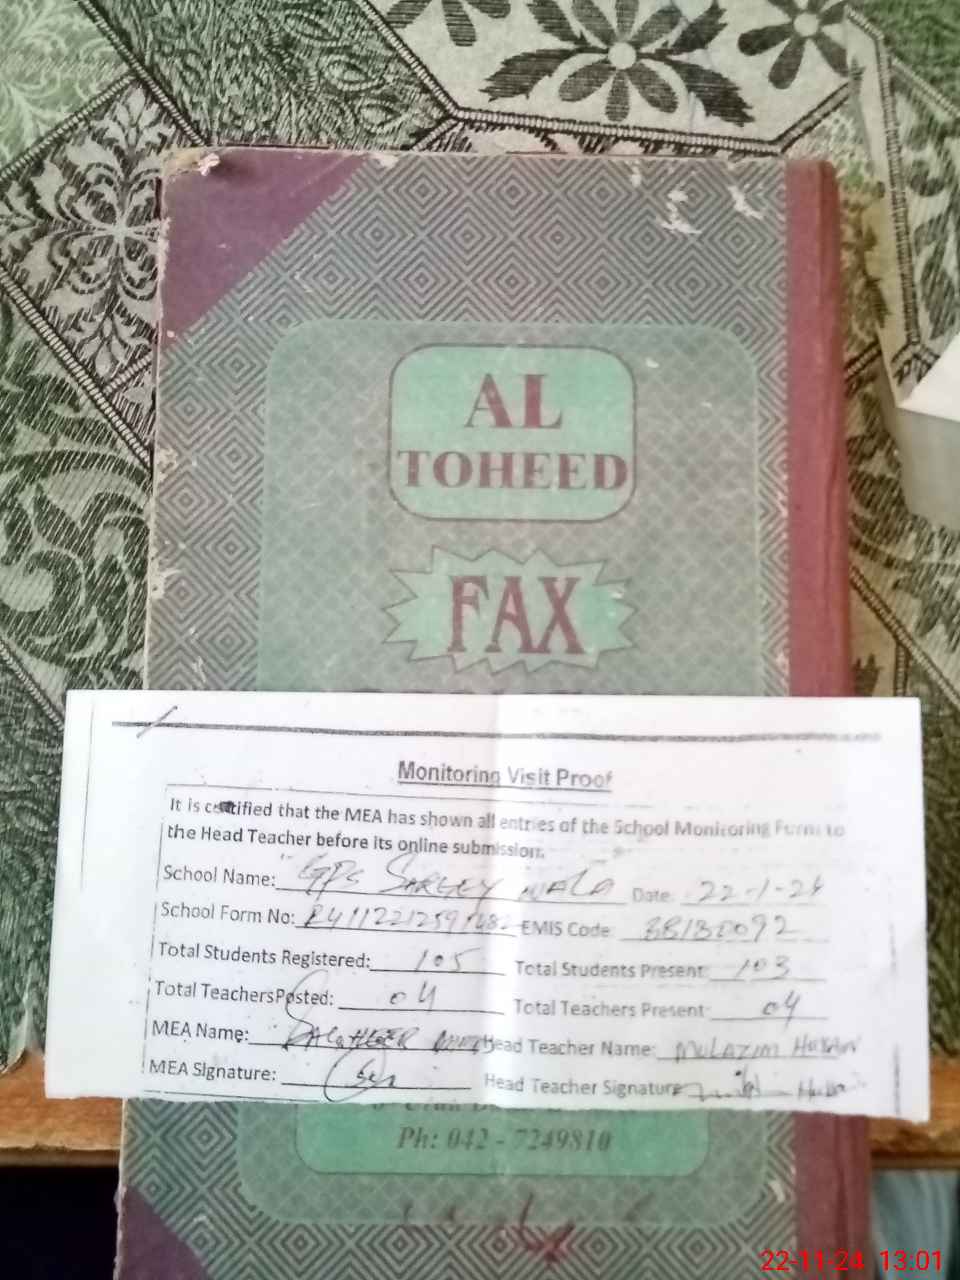 AL
TOHEED
FAX
Monitoring Visit Proof
It is certified that the MEA has shown all entries of the School Monitoring Form to
the Head Teacher before its online submission.
School Name: GPS Date: 22-1-24
School Form No: EMIS Code:
Total Students Registered: 105 Total Students Present: 103
Total Teachers Posted: 04 Total Teachers Present: 04
MEA Name: Head Teacher Name: MULAZIM HUSSAIN
MEA Signature: Head Teacher Signature
Ph: 042 - 7249810
22-11-24 13:01